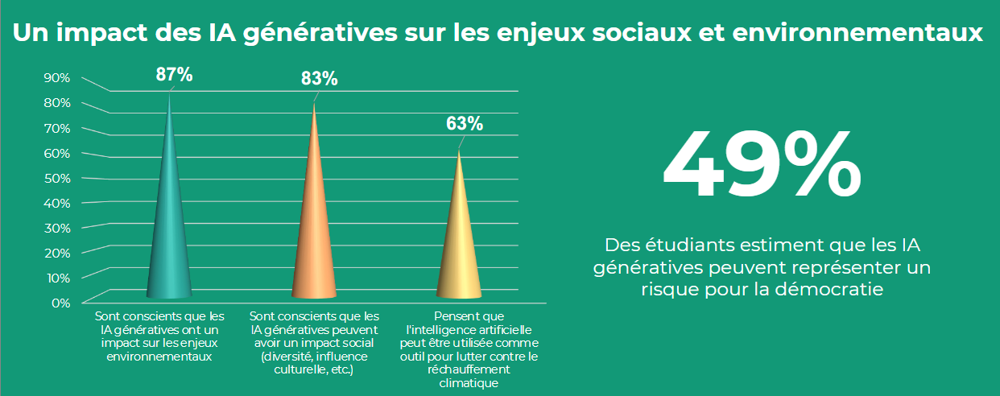 Un impact des IA génératives sur les enjeux sociaux et environnementaux
90%
80%
70%
60%
50%
40%
30%
20%
10%
0%
87%
83%
63%
Sont conscients que les
IA génératives ont un
impact sur les enjeux
environnementaux
Sont conscients que les
IA génératives peuvent
avoir un impact social
(diversité, influence
culturelle, etc.)
Pensent que
l'intelligence artificielle
peut être utilisée comme
outil pour lutter contre le
réchauffement
climatique
49%
Des étudiants estiment que les IA
génératives peuvent représenter un
risque pour la démocratie